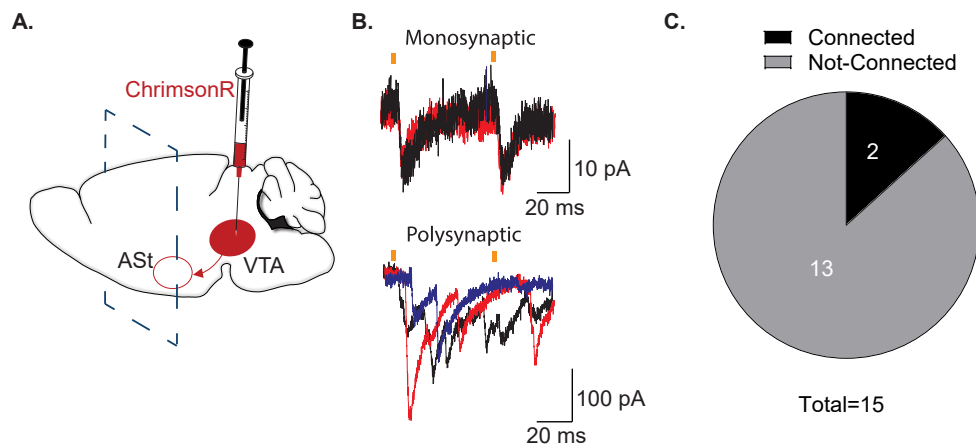 A.
ChrimsonR
ASt
VTA
B.
Monosynaptic
10 pA
20 ms
Polysynaptic
100 pA
20 ms
C.
Connected
Not-Connected
2
13
Total=15